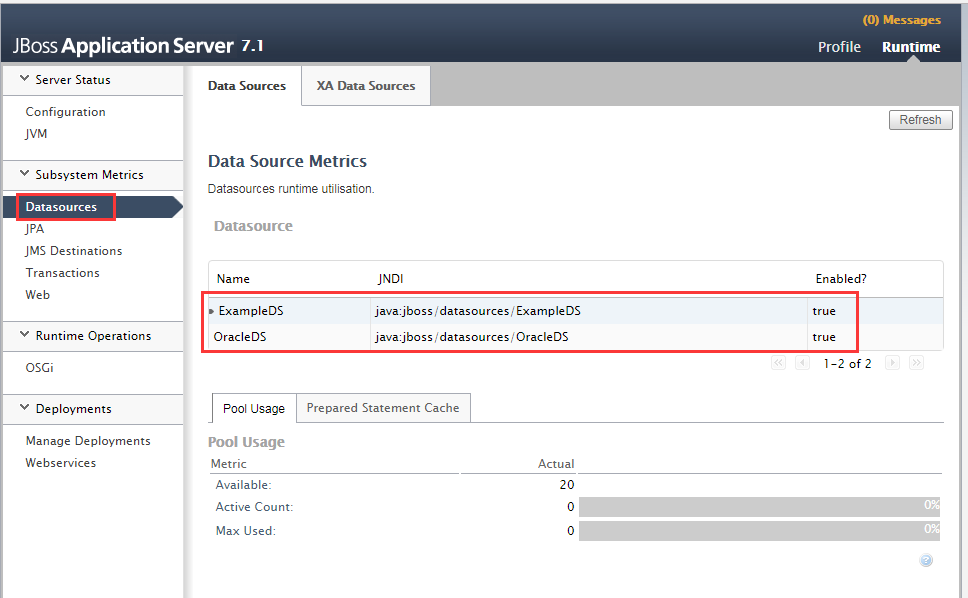 (0) Messages
JBoss Application Server 7.1
Profile Runtime
Server Status
Configuration
JVM
Subsystem Metrics
Datasources
JPA
JMS Destinations
Transactions
Web
Runtime Operations
OSGi
Deployments
Manage Deployments
Webservices
Data Sources XA Data Sources
Refresh
Data Source Metrics
Datasources runtime utilisation.
Datasource
Name JNDI Enabled?
ExampleDS java:jboss/datasources/ExampleDS true
OracleDS java:jboss/datasources/OracleDS true
1-2 of 2
Pool Usage Prepared Statement Cache
Pool Usage
Metric Actual
Available: 20
Active Count: 0 0%
Max Used: 0 0%